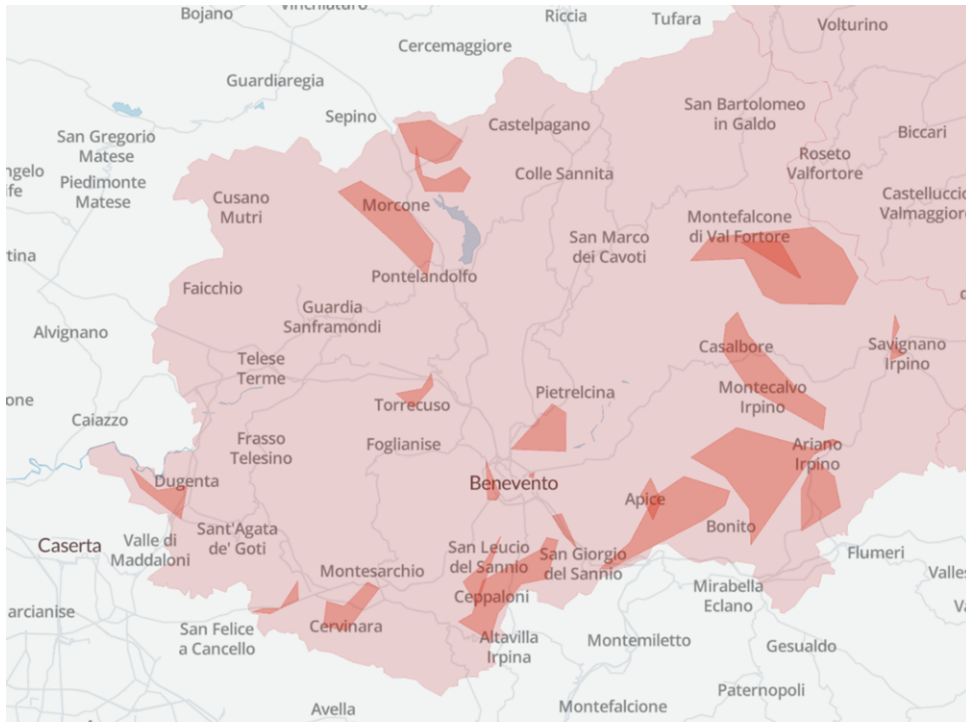 Vinchiaturo
Bojano
Riccia
Tufara
Volturino
Cercemaggiore
Guardiaregia
Sepino
San Bartolomeo
in Galdo
Castelpagano
Biccari
San Gregorio
Matese
Roseto
Valfortore
Colle Sannita
Piedimonte
Matese
Cusano
Mutri
Morcone
Castelluccio
Valmaggiore
Montefalcone
di Val Fortore
San Marco
dei Cavoti
Pontelandolfo
Faicchio
Guardia
Sanframondi
Alvignano
Casalbore
Savignano
Irpino
Telese
Terme
Torrecuso
Pietrelcina
Montecalvo
Irpino
Caiazzo
Foglianise
Frasso
Telesino
Ariano
Irpino
Dugenta
Benevento
Apice
Bonito
Sant'Agata
de' Goti
Caserta
Valle di
Maddaloni
San Leucio
del Sannio
San Giorgio
del Sannio
Flumeri
Montesarchio
Mirabella
Eclano
Ceppaloni
Cervinara
San Felice
a Cancello
Altavilla
Irpina
Montemiletto
Gesualdo
Paternopoli
Avella
Montefalcione